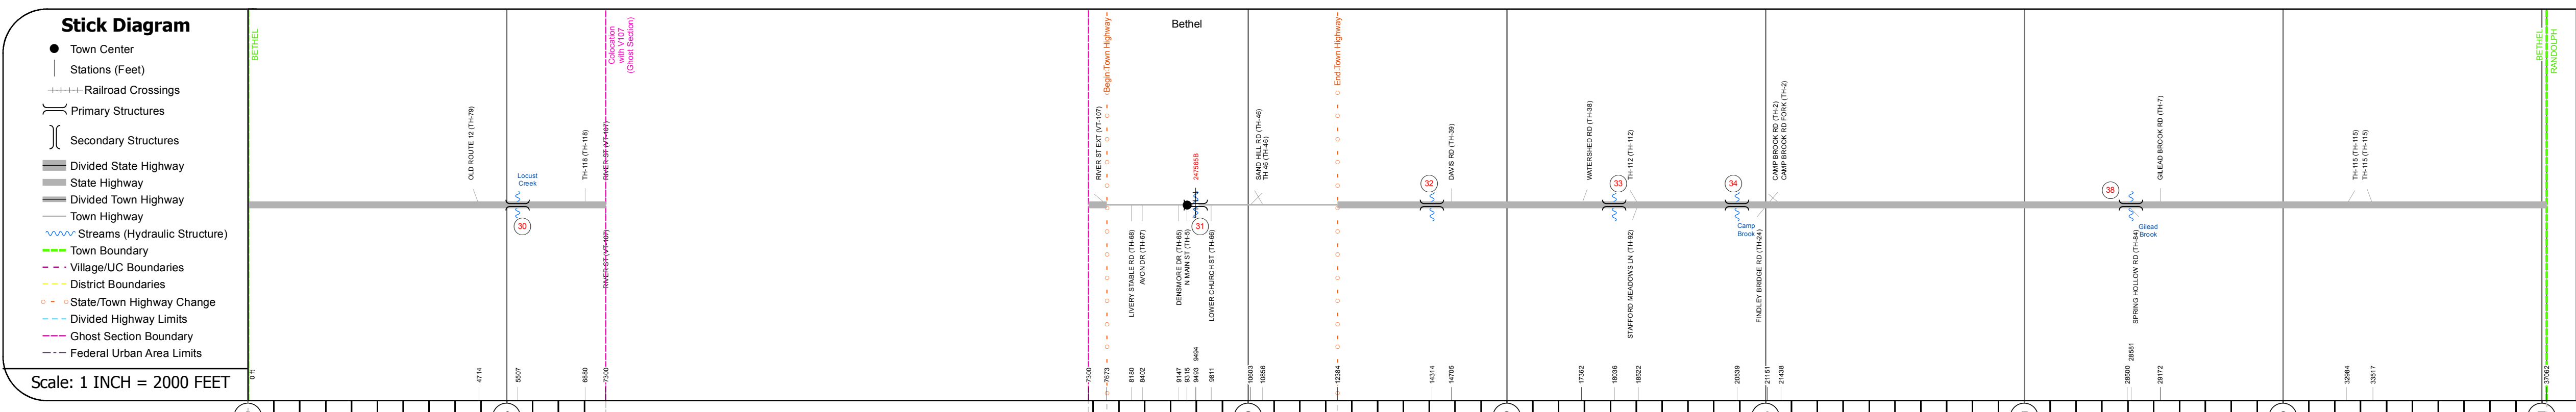 Stick Diagram
Town Center
Stations (Feet)
Railroad Crossings
Primary Structures
Secondary Structures
Divided State Highway
State Highway
Divided Town Highway
Town Highway
Streams (Hydraulic Structure)
Town Boundary
Village/UC Boundaries
District Boundaries
State/Town Highway Change
Divided Highway Limits
Ghost Section Boundary
Federal Urban Area Limits
Scale: 1 INCH = 2000 FEET
BETHEL
0 ft
OLD ROUTE 12 (TH-79)
4714
Locust
Creek
30
5507
TH-118 (TH-118)
6880
Colocation
with V107
(Ghost Section)
RIVER ST (VT-107)
RIVER ST (VT-107)
7300
7300
RIVER ST EXT (VT-107)
Begin Town Highway
7673
LIVERY STABLE RD (TH-68)
8180
AVON DR (TH-67)
8402
Bethel
DENSMORE DR (TH-65)
9147
N MAIN ST (TH-5)
9315
247565B
31
9493
9494
LOWER CHURCH ST (TH-66)
9811
SAND HILL RD (TH-46)
TH 46 (TH-46)
10603
10856
End Town Highway
12384
32
14314
DAVIS RD (TH-39)
14705
WATERSHED RD (TH-38)
17362
33
18036
TH-112 (TH-112)
STAFFORD MEADOWS LN (TH-92)
18522
34
Camp
Brook
20539
FINDLEY BRIDGE RD (TH-24)
21151
CAMP BROOK RD (TH-2)
CAMP BROOK RD FORK (TH-2)
21438
38
Gilead
Brook
28500
SPRING HOLLOW RD (TH-84)
28581
GILEAD BROOK RD (TH-7)
29172
TH-115 (TH-115)
TH-115 (TH-115)
32984
33517
BETHEL
RANDOLPH
37062